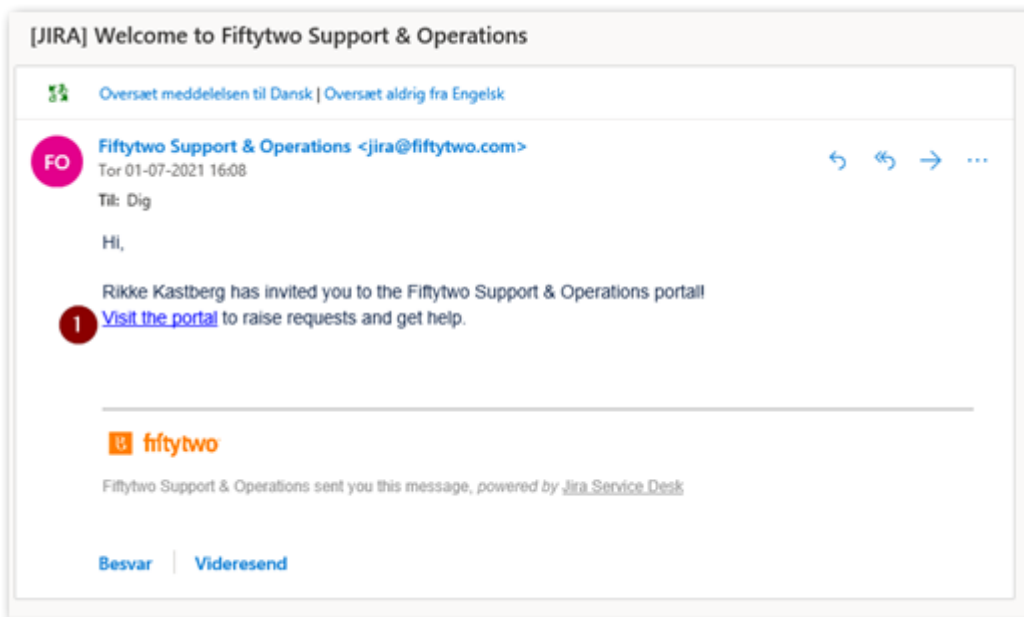 [JIRA] Welcome to Fiftytwo Support & Operations
Oversæt meddelelsen til Dansk | Oversæt aldrig fra Engelsk
FO
Fiftytwo Support & Operations <jira@fiftytwo.com>
Tor 01-07-2021 16:08
Til: Dig
Hi,
Rikke Kastberg has invited you to the Fiftytwo Support & Operations portal!
1
Visit the portal to raise requests and get help.
fiftytwo
Fiftytwo Support & Operations sent you this message, powered by Jira Service Desk
Besvar | Videresend